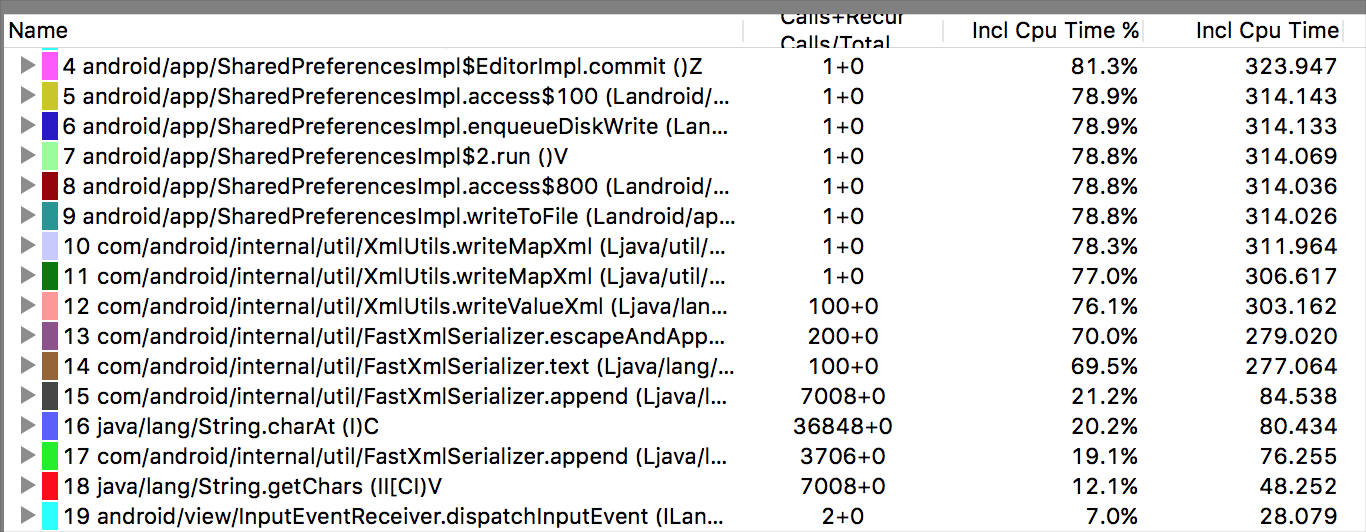 Name Calls+Recur Incl Cpu Time % Incl Cpu Time
Calls/Total
4 android/app/SharedPreferencesImpl$EditorImpl.commit ()Z 1+0 81.3% 323.947
5 android/app/SharedPreferencesImpl.access$100 (Landroid/... 1+0 78.9% 314.143
6 android/app/SharedPreferencesImpl.enqueueDiskWrite (Lan... 1+0 78.9% 314.133
7 android/app/SharedPreferencesImpl$2.run ()V 1+0 78.8% 314.069
8 android/app/SharedPreferencesImpl.access$800 (Landroid/... 1+0 78.8% 314.036
9 android/app/SharedPreferencesImpl.writeToFile (Landroid/ap... 1+0 78.8% 314.026
10 com/android/internal/util/XmlUtils.writeMapXml (Ljava/util/... 1+0 78.3% 311.964
11 com/android/internal/util/XmlUtils.writeMapXml (Ljava/util/... 1+0 77.0% 306.617
12 com/android/internal/util/XmlUtils.writeValueXml (Ljava/lan... 100+0 76.1% 303.162
13 com/android/internal/util/FastXmlSerializer.escapeAndApp... 200+0 70.0% 279.020
14 com/android/internal/util/FastXmlSerializer.text (Ljava/lang/... 100+0 69.5% 277.064
15 com/android/internal/util/FastXmlSerializer.append (Ljava/l... 7008+0 21.2% 84.538
16 java/lang/String.charAt (I)C 36848+0 20.2% 80.434
17 com/android/internal/util/FastXmlSerializer.append (Ljava/l... 3706+0 19.1% 76.255
18 java/lang/String.getChars (II[CI)V 7008+0 12.1% 48.252
19 android/view/InputEventReceiver.dispatchInputEvent (ILan... 2+0 7.0% 28.079